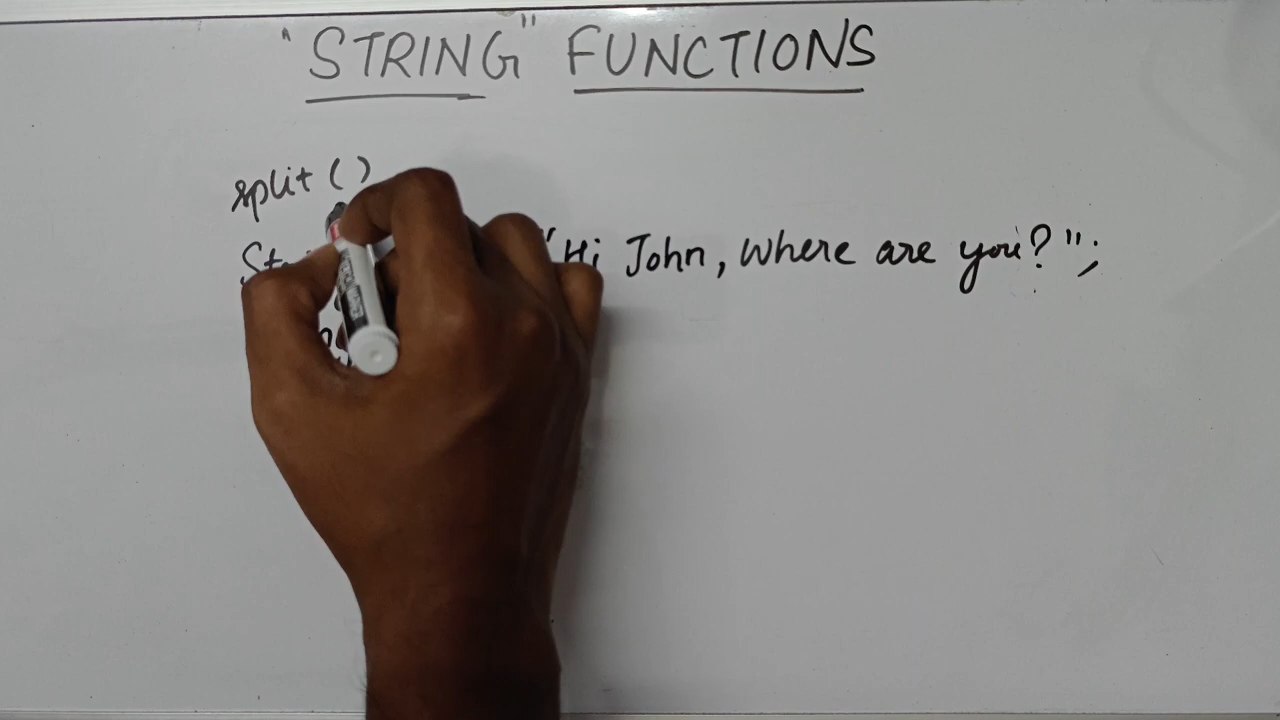 "STRING" FUNCTIONS
split ()
"Hi John, Where are you?";